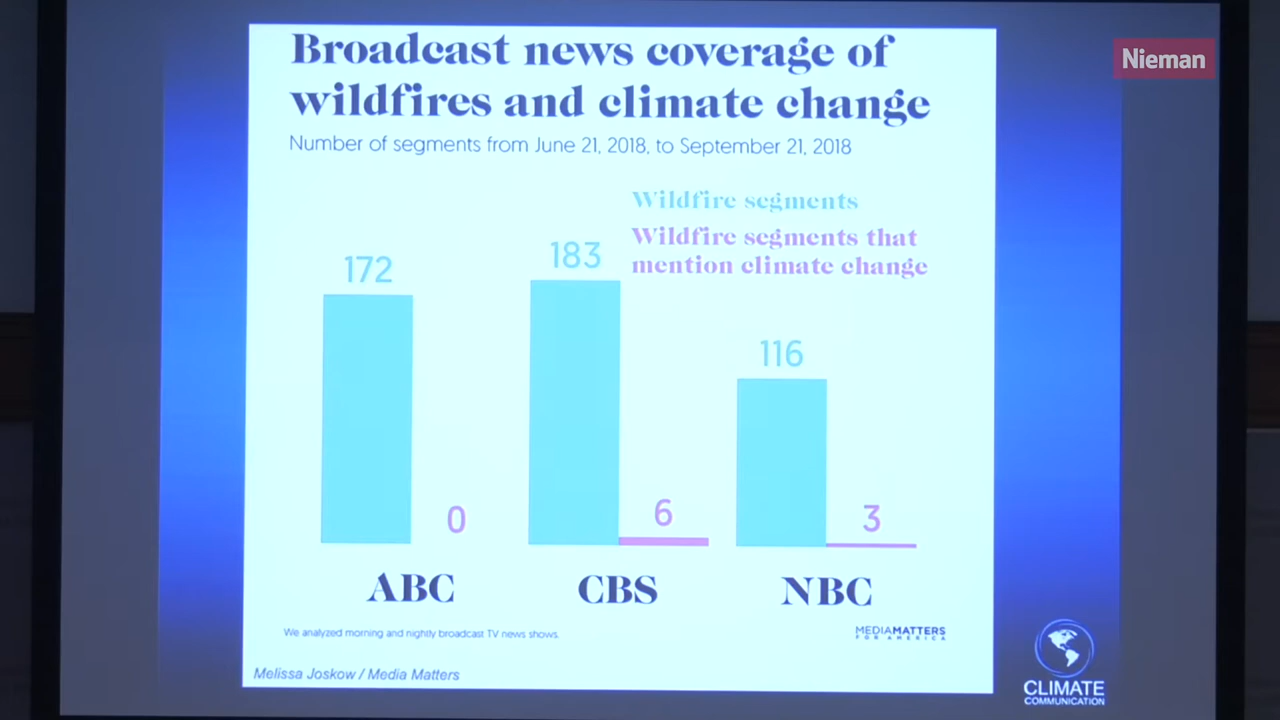 Broadcast news coverage of
wildfires and climate change
Nieman
Number of segments from June 21, 2018, to September 21, 2018
Wildfire segments
Wildfire segments that
mention climate change
172
183
116
0
6
3
ABC
CBS
NBC
We analyzed morning and nightly broadcast TV news shows.
MEDIAMATTERS
FOR AMERICA
Melissa Joskow / Media Matters
CLIMATE
COMMUNICATION